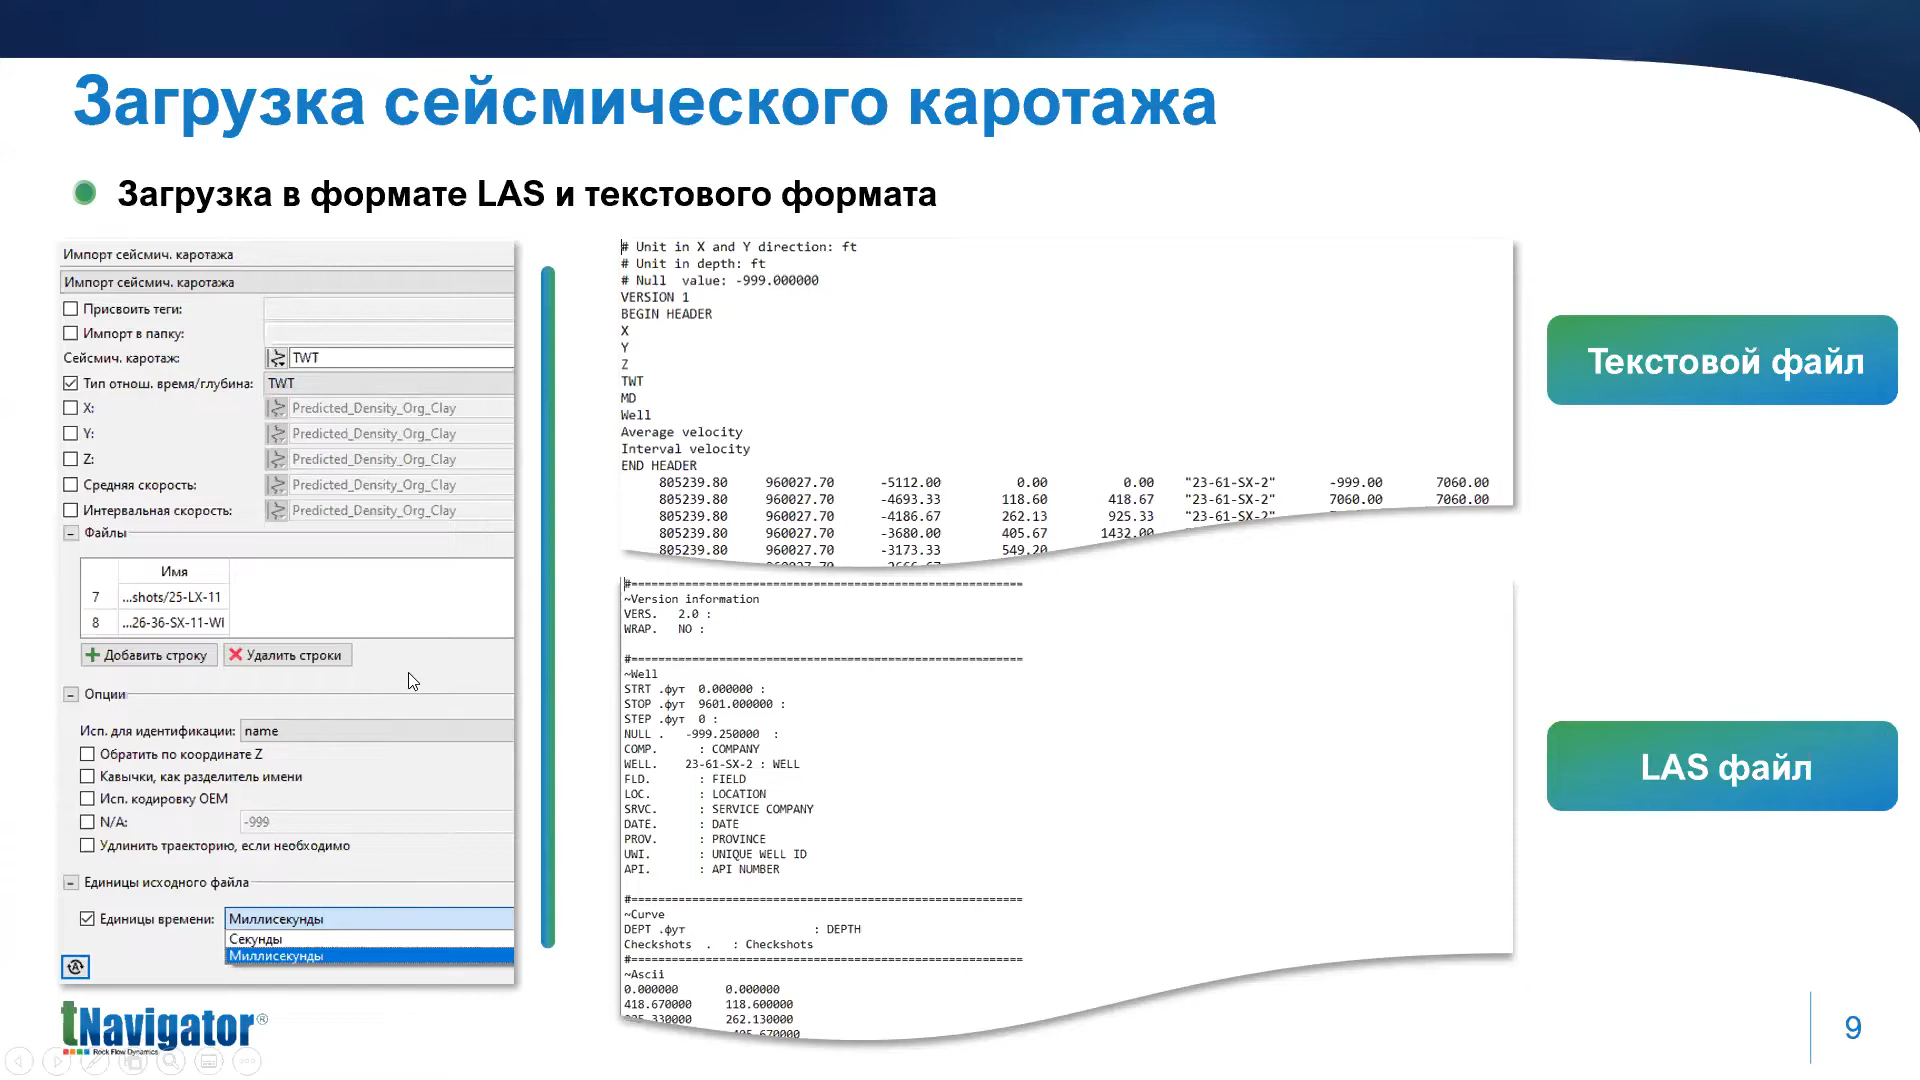 Загрузка сейсмического каротажа
Загрузка в формате LAS и текстового формата
Импорт сейсмич. каротажа
Импорт сейсмич. каротажа
Присвоить теги:
Импорт в папку:
Сейсмич. каротаж: TWT
Тип отнош. время/глубина: TWT
X: Predicted_Density_Org_Clay
Y: Predicted_Density_Org_Clay
Z: Predicted_Density_Org_Clay
Средняя скорость: Predicted_Density_Org_Clay
Интервальная скорость: Predicted_Density_Org_Clay
Файлы
Имя
7 ...shots/25-LX-11
8 ...26-36-SX-11-WI
Добавить строку Удалить строки
Опции
Исп. для идентификации: name
Обратить по координате Z
Кавычки, как разделитель имени
Исп. кодировку OEM
N/A: -999
Удлинить траекторию, если необходимо
Единицы исходного файла
Единицы времени: Миллисекунды
Секунды
Миллисекунды
# Unit in X and Y direction: ft
# Unit in depth: ft
# Null value: -999.000000
VERSION 1
BEGIN HEADER
X
Y
Z
TWT
MD
Well
Average velocity
Interval velocity
END HEADER
805239.80 960027.70 -5112.00 0.00 0.00 "23-61-SX-2" -999.00 7060.00
805239.80 960027.70 -4693.33 118.60 418.67 "23-61-SX-2" 7060.00 7060.00
805239.80 960027.70 -4186.67 262.13 925.33 "23-61-SX-2"
805239.80 960027.70 -3680.00 405.67 1432.00
805239.80 960027.70 -3173.33 549.20
Текстовой файл
#==========================================================
~Version information
VERS. 2.0 :
WRAP. NO :
#==========================================================
~Well
STRT .фут 0.000000 :
STOP .фут 9601.000000 :
STEP .фут 0 :
NULL . -999.250000 :
COMP. : COMPANY
WELL. 23-61-SX-2 : WELL
FLD. : FIELD
LOC. : LOCATION
SRVC. : SERVICE COMPANY
DATE. : DATE
PROV. : PROVINCE
UWI. : UNIQUE WELL ID
API. : API NUMBER
#==========================================================
~Curve
DEPT .фут : DEPTH
Checkshots . : Checkshots
#==========================================================
~Ascii
0.000000 0.000000
418.670000 118.600000
262.130000
LAS файл
tNavigator®
Rock Flow Dynamics
9